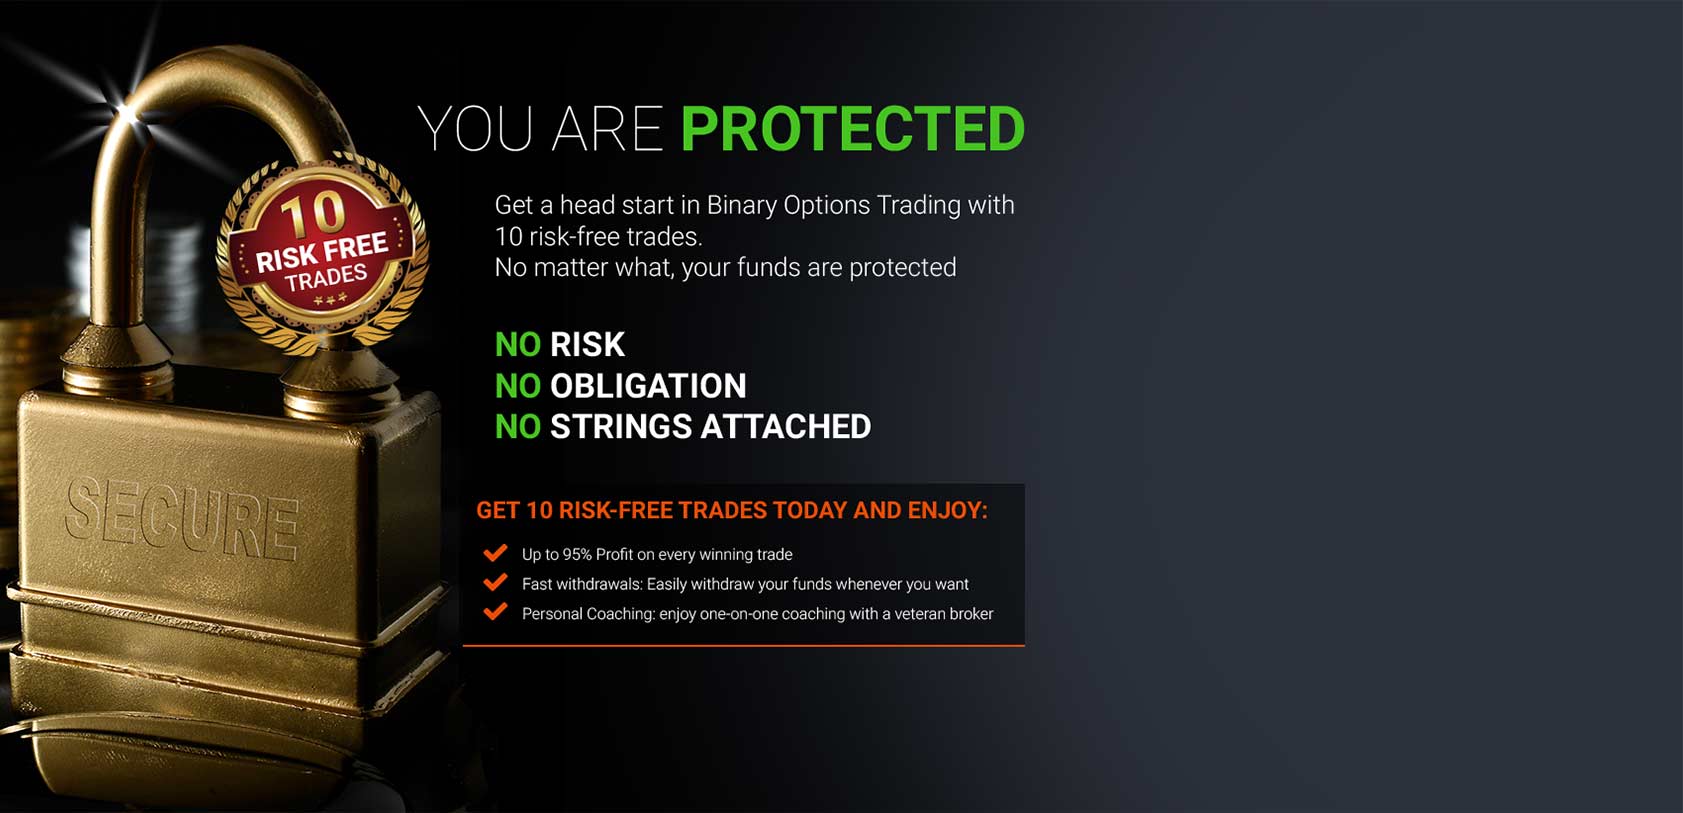 YOU ARE PROTECTED
Get a head start in Binary Options Trading with
10 risk-free trades.
No matter what, your funds are protected
10
RISK FREE
TRADES
NO RISK
NO OBLIGATION
NO STRINGS ATTACHED
SECURE
GET 10 RISK-FREE TRADES TODAY AND ENJOY:
Up to 95% Profit on every winning trade
Fast withdrawals: Easily withdraw your funds whenever you want
Personal Coaching: enjoy one-on-one coaching with a veteran broker